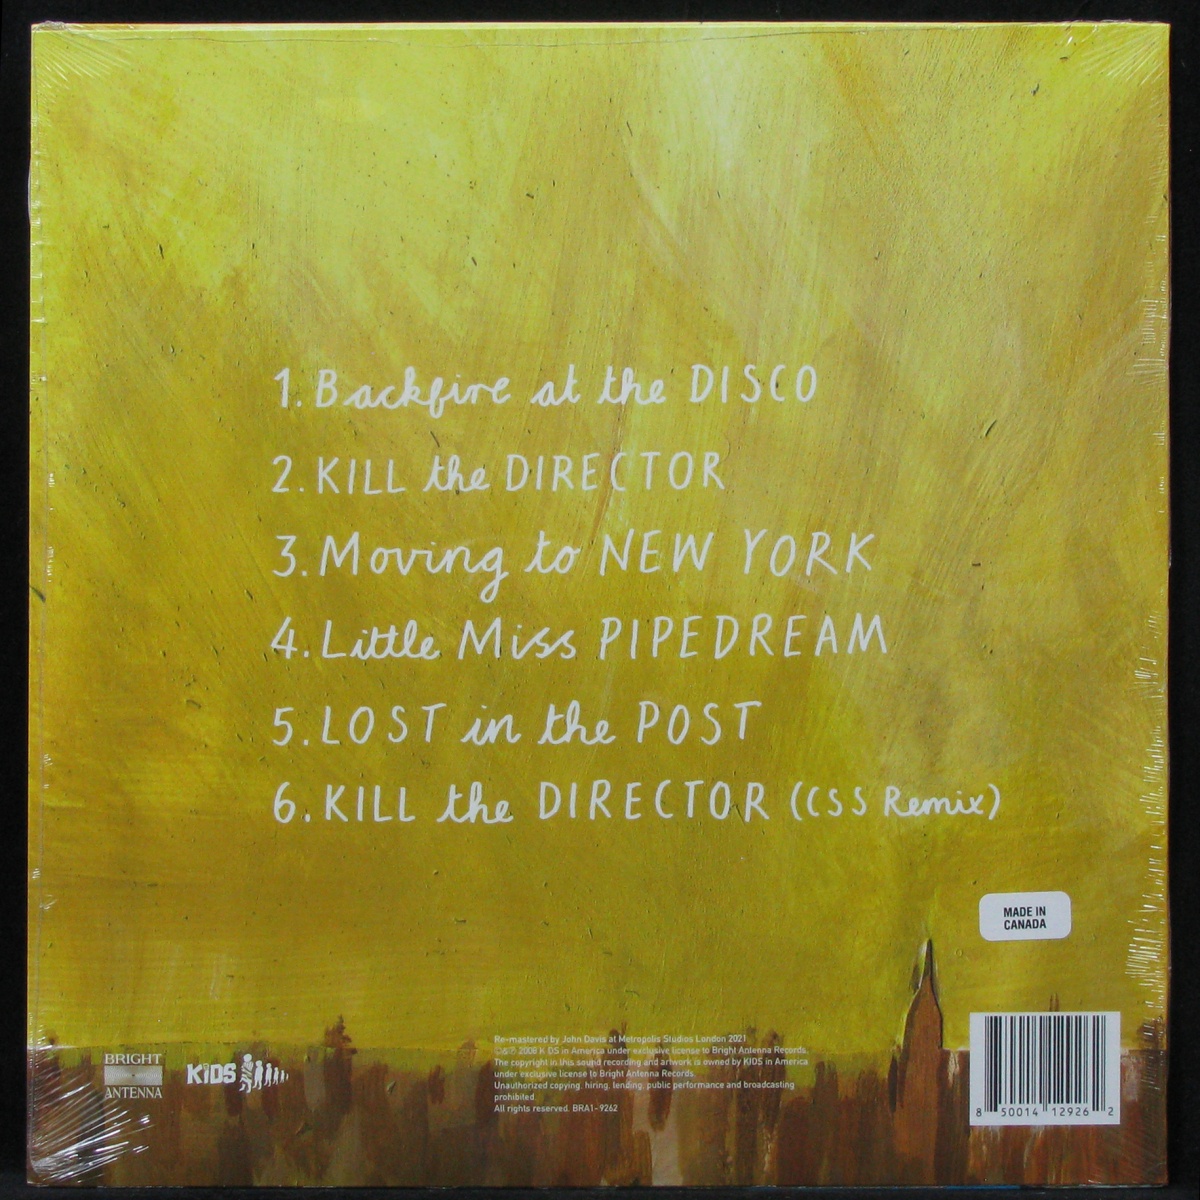 1. Backfire at the DISCO
2. KILL the DIRECTOR
3. Moving to NEW YORK
4. Little Miss PIPEDREAM
5. LOST in the POST
6. KILL the DIRECTOR (CSS Remix)
MADE IN
CANADA
BRIGHT
ANTENNA
KIDS
Re-mastered by John Davis at Metropolis Studios London 2021
2008 KIDS in America under exclusive license to Bright Antenna Records.
The copyright in this sound recording and artwork is owned by KIDS in America
under exclusive license to Bright Antenna Records.
Unauthorized copying, hiring, lending, public performance and broadcasting
prohibited.
All rights reserved. BRA1-9262
8 50014 12926 2